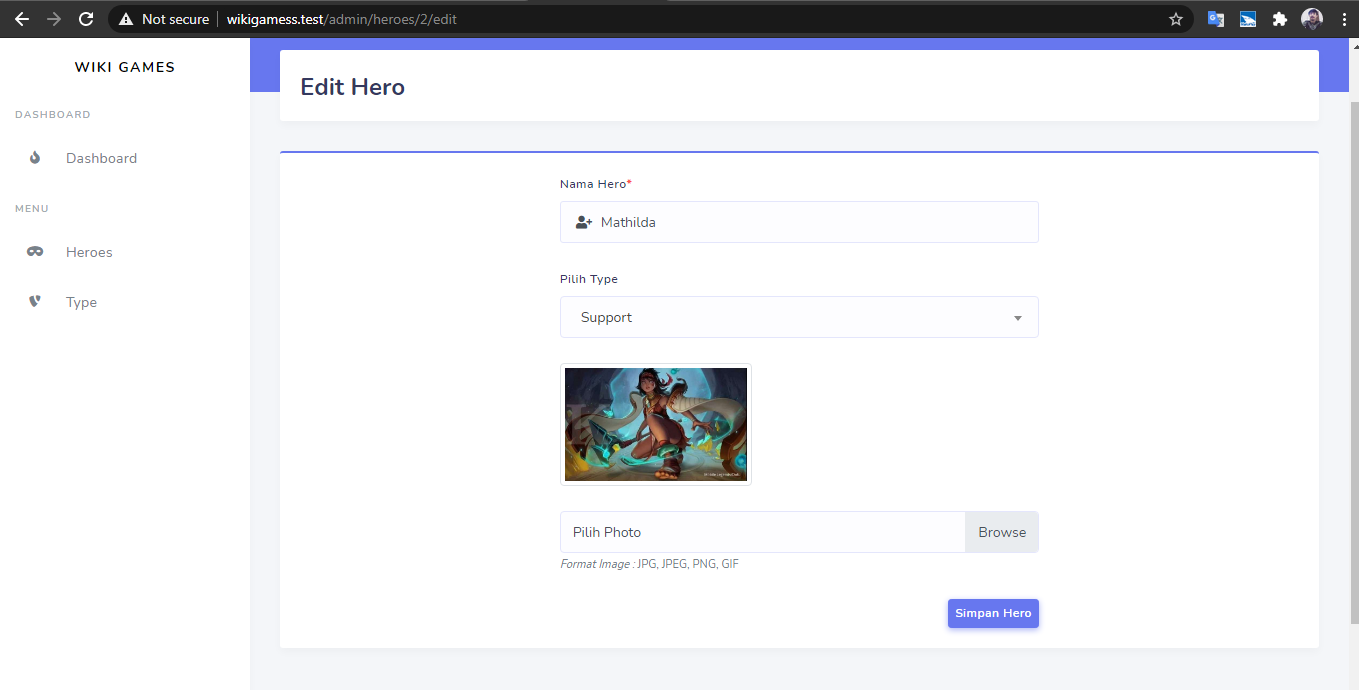 Not secure
wikigamess.test/admin/heroes/2/edit
WIKI GAMES
DASHBOARD
Dashboard
MENU
Heroes
Type
Edit Hero
Nama Hero*
Mathilda
Pilih Type
Support
Pilih Photo
Browse
Format Image : JPG, JPEG, PNG, GIF
Simpan Hero